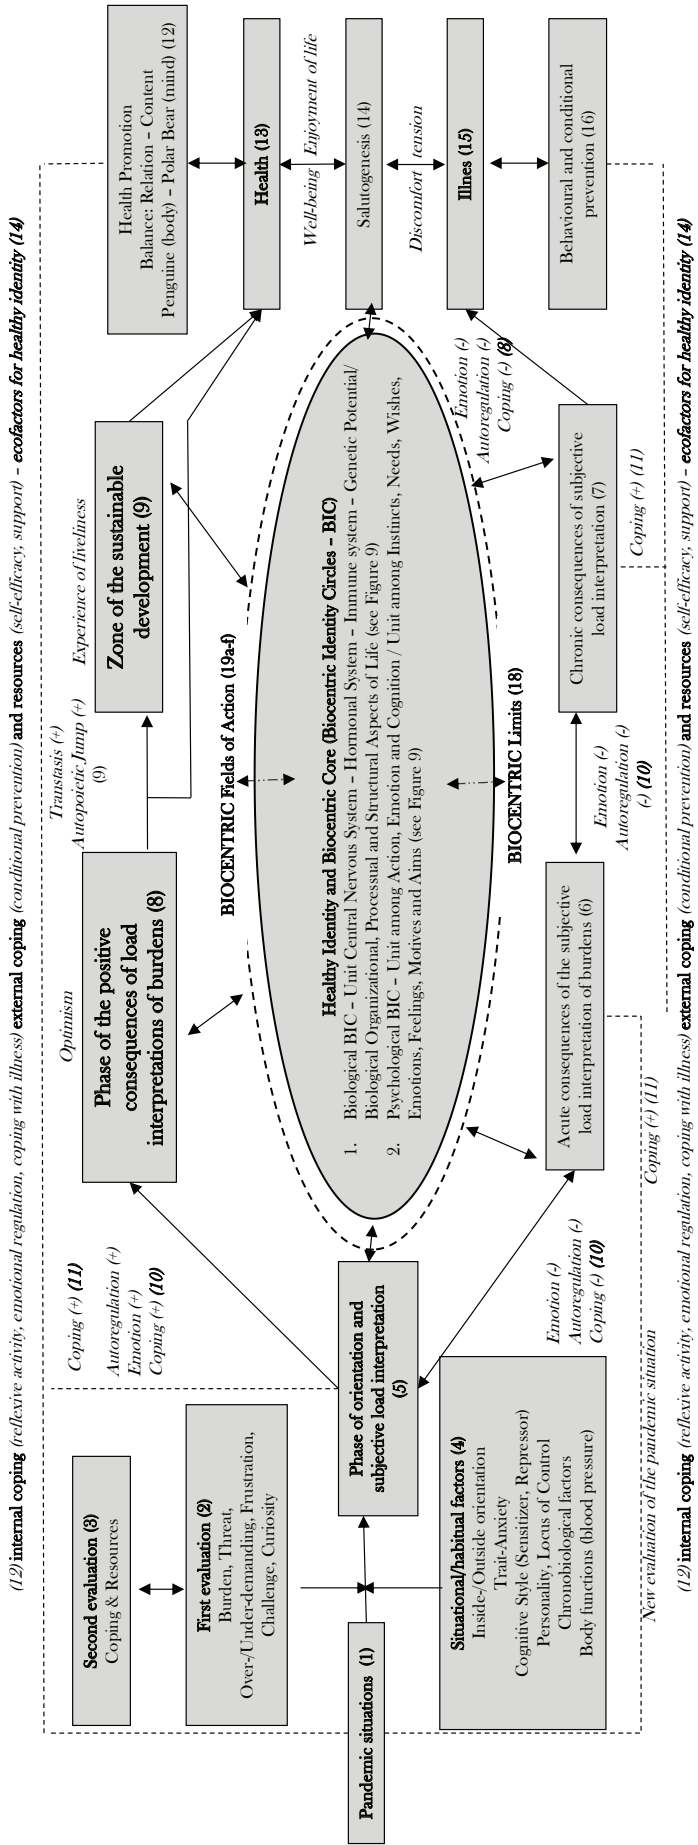 (12) internal coping (reflexive activity, emotional regulation, coping with illness) external coping (conditional prevention) and resources (self-efficacy, support) – ecofactors for healthy identity (14)
Second evaluation (3)
Coping & Resources
First evaluation (2)
Burden, Threat,
Over-/Under-demanding, Frustration,
Challenge, Curiosity
Pandemic situations (1)
Situational/habitual factors (4)
Inside-/Outside orientation
Trait-Anxiety
Cognitive Style (Sensitizer, Repressor)
Personality, Locus of Control
Chronobiological factors
Body functions (blood pressure)
Phase of orientation and
subjective load interpretation
(5)
Coping (+) (11)
Autoregulation (+)
Emotion (+)
Coping (+) (10)
Emotion (-)
Autoregulation (-)
Coping (-) (10)
Optimism
Phase of the positive
consequences of load
interpretations of burdens (8)
Transtasis (+)
Autopoietic Jump (+)
(9)
Experience of liveliness
Zone of the sustainable
development (9)
BIOCENTRIC Fields of Action (19a-f)
Healthy Identity and Biocentric Core (Biocentric Identity Circles – BIC)
1. Biological BIC – Unit Central Nervous System – Hormonal System – Immune system – Genetic Potential/
Biological Organizational, Processual and Structural Aspects of Life (see Figure 9)
2. Psychological BIC – Unit among Action, Emotion and Cognition / Unit among Instincts, Needs, Wishes,
Emotions, Feelings, Motives and Aims (see Figure 9)
BIOCENTRIC Limits (18)
Acute consequences of the subjective
load interpretation of burdens (6)
Emotion (-)
Autoregulation (-)
(-) (10)
Chronic consequences of subjective
load interpretation (7)
Emotion (-)
Autoregulation (-)
Coping (-) (8)
Coping (+) (11)
Coping (+) (11)
New evaluation of the pandemic situation
Health Promotion
Balance: Relation – Content
Penguine (body) – Polar Bear (mind) (12)
Health (13)
Well-being Enjoyment of life
Salutogenesis (14)
Discomfort tension
Illnes (15)
Behavioural and conditional
prevention (16)
(12) internal coping (reflexive activity, emotional regulation, coping with illness) external coping (conditional prevention) and resources (self-efficacy, support) – ecofactors for healthy identity (14)